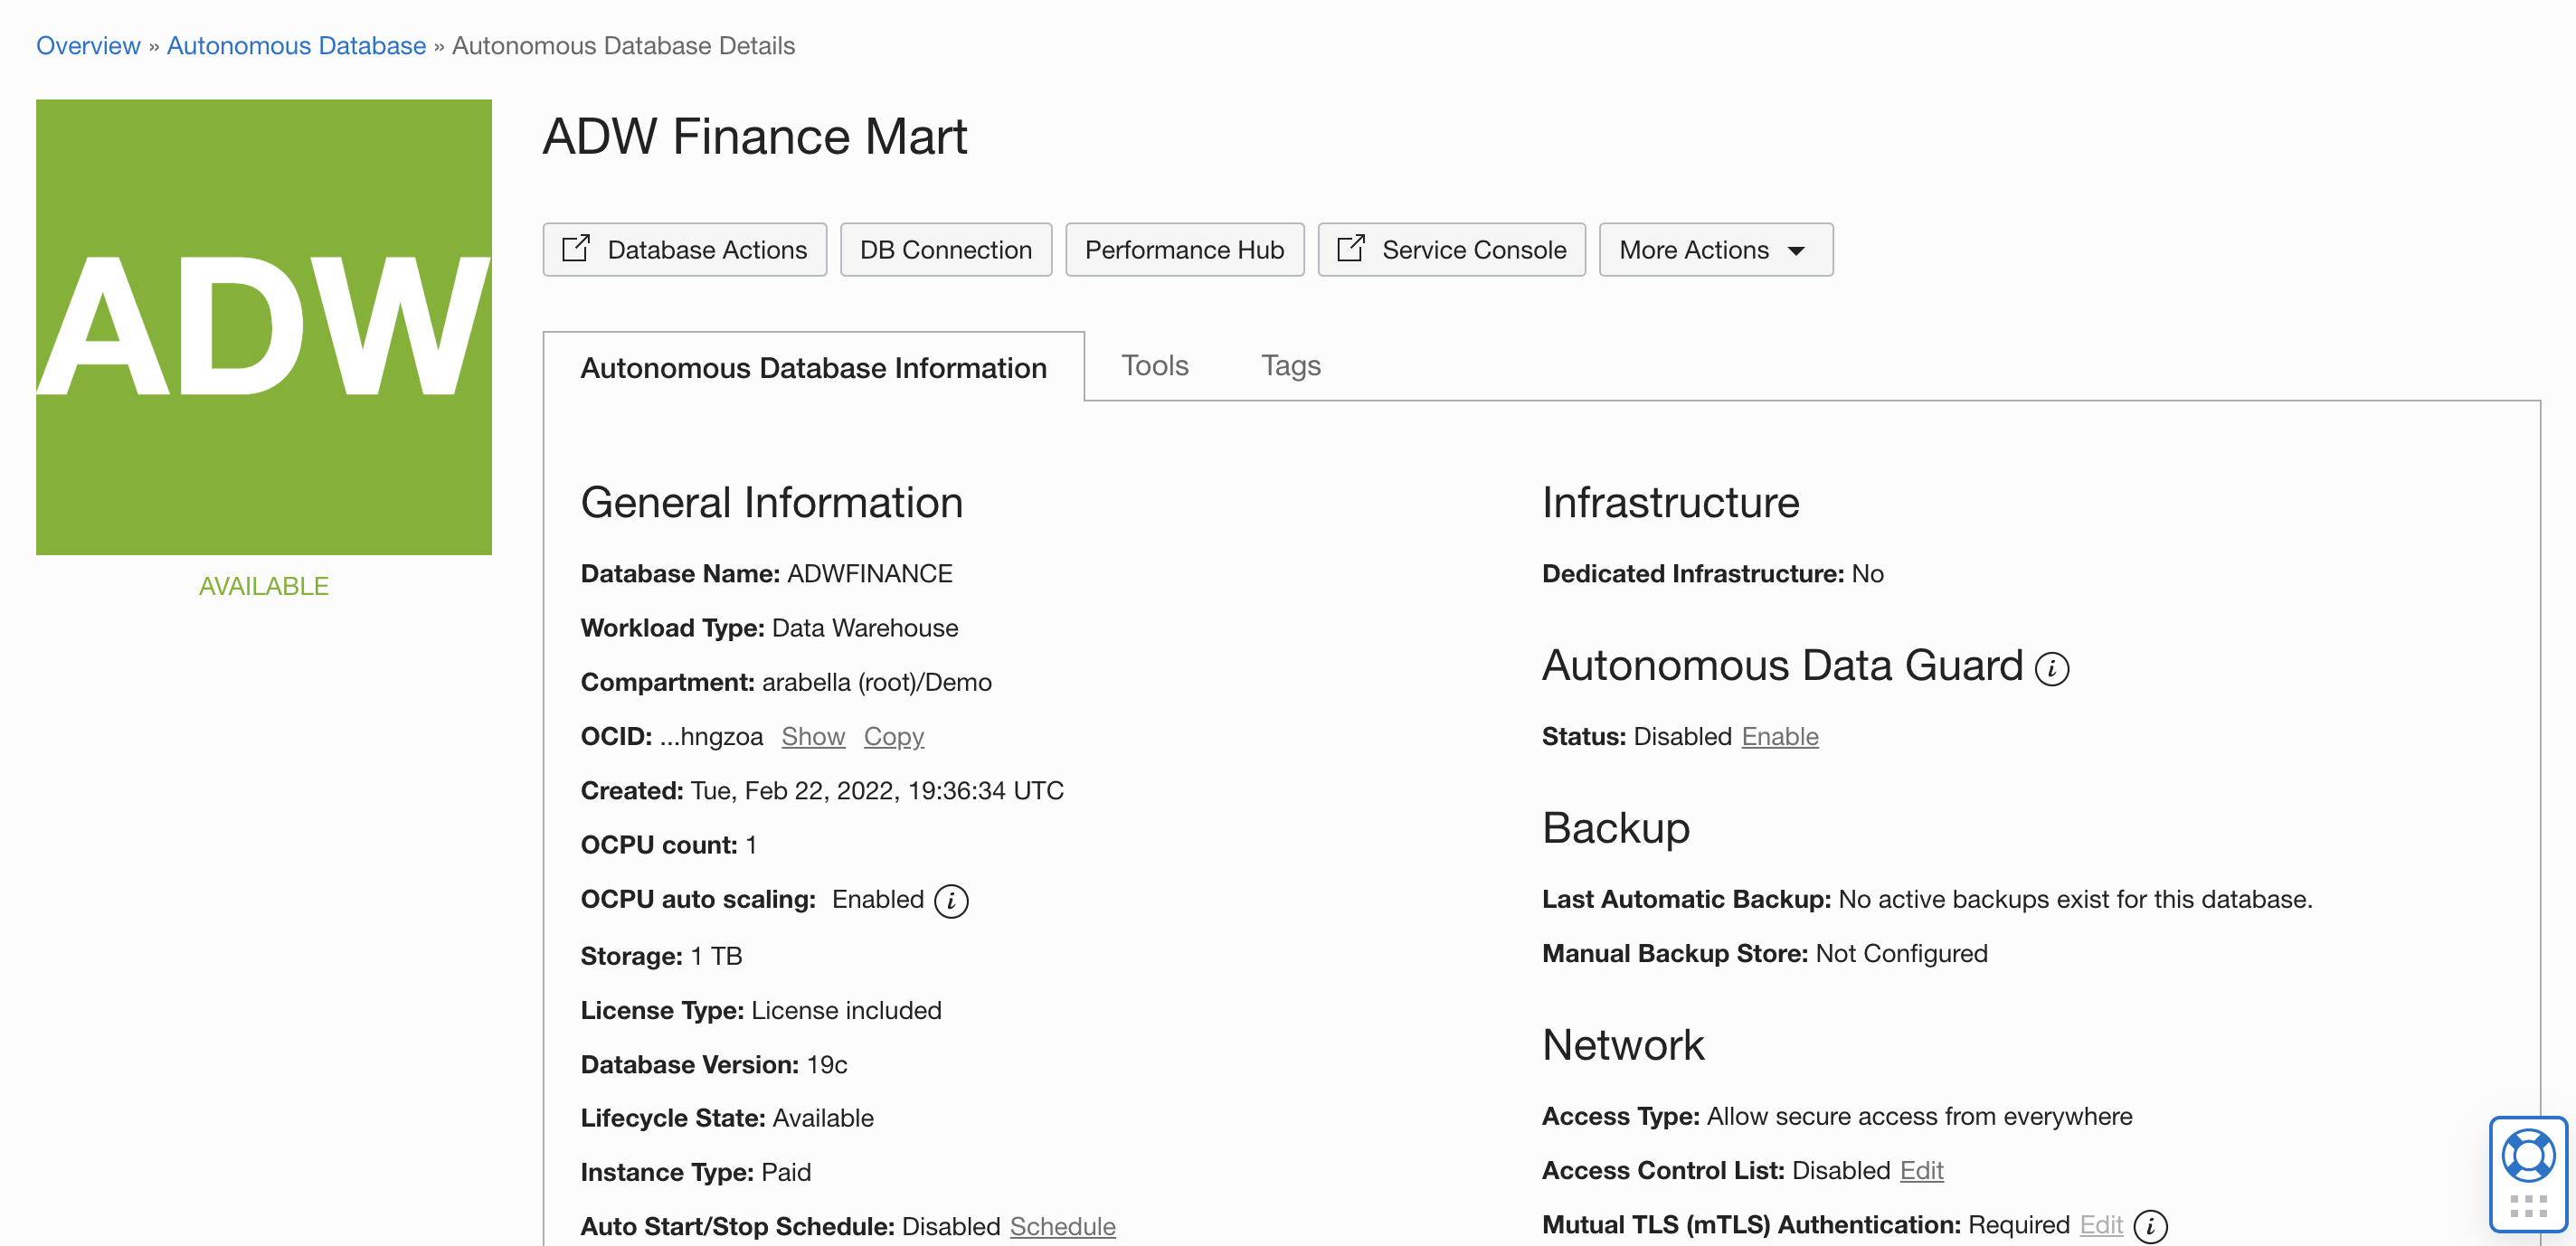 Overview » Autonomous Database » Autonomous Database Details
ADW
AVAILABLE
ADW Finance Mart
Database Actions
DB Connection
Performance Hub
Service Console
More Actions
Autonomous Database Information
Tools
Tags
General Information
Database Name: ADWFINANCE
Workload Type: Data Warehouse
Compartment: arabella (root)/Demo
OCID: ...hngzoa Show Copy
Created: Tue, Feb 22, 2022, 19:36:34 UTC
OCPU count: 1
OCPU auto scaling: Enabled i
Storage: 1 TB
License Type: License included
Database Version: 19c
Lifecycle State: Available
Instance Type: Paid
Auto Start/Stop Schedule: Disabled Schedule
Infrastructure
Dedicated Infrastructure: No
Autonomous Data Guard i
Status: Disabled Enable
Backup
Last Automatic Backup: No active backups exist for this database.
Manual Backup Store: Not Configured
Network
Access Type: Allow secure access from everywhere
Access Control List: Disabled Edit
Mutual TLS (mTLS) Authentication: Required Edit i